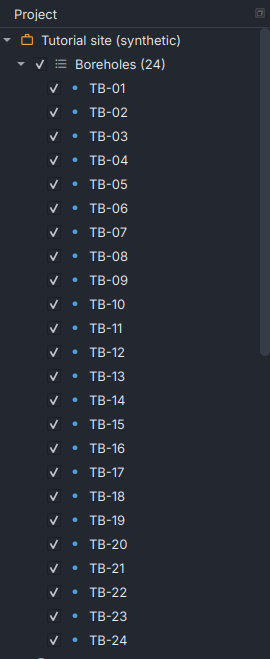 Project
Tutorial site (synthetic)
Boreholes (24)
TB-01
TB-02
TB-03
TB-04
TB-05
TB-06
TB-07
TB-08
TB-09
TB-10
TB-11
TB-12
TB-13
TB-14
TB-15
TB-16
TB-17
TB-18
TB-19
TB-20
TB-21
TB-22
TB-23
TB-24